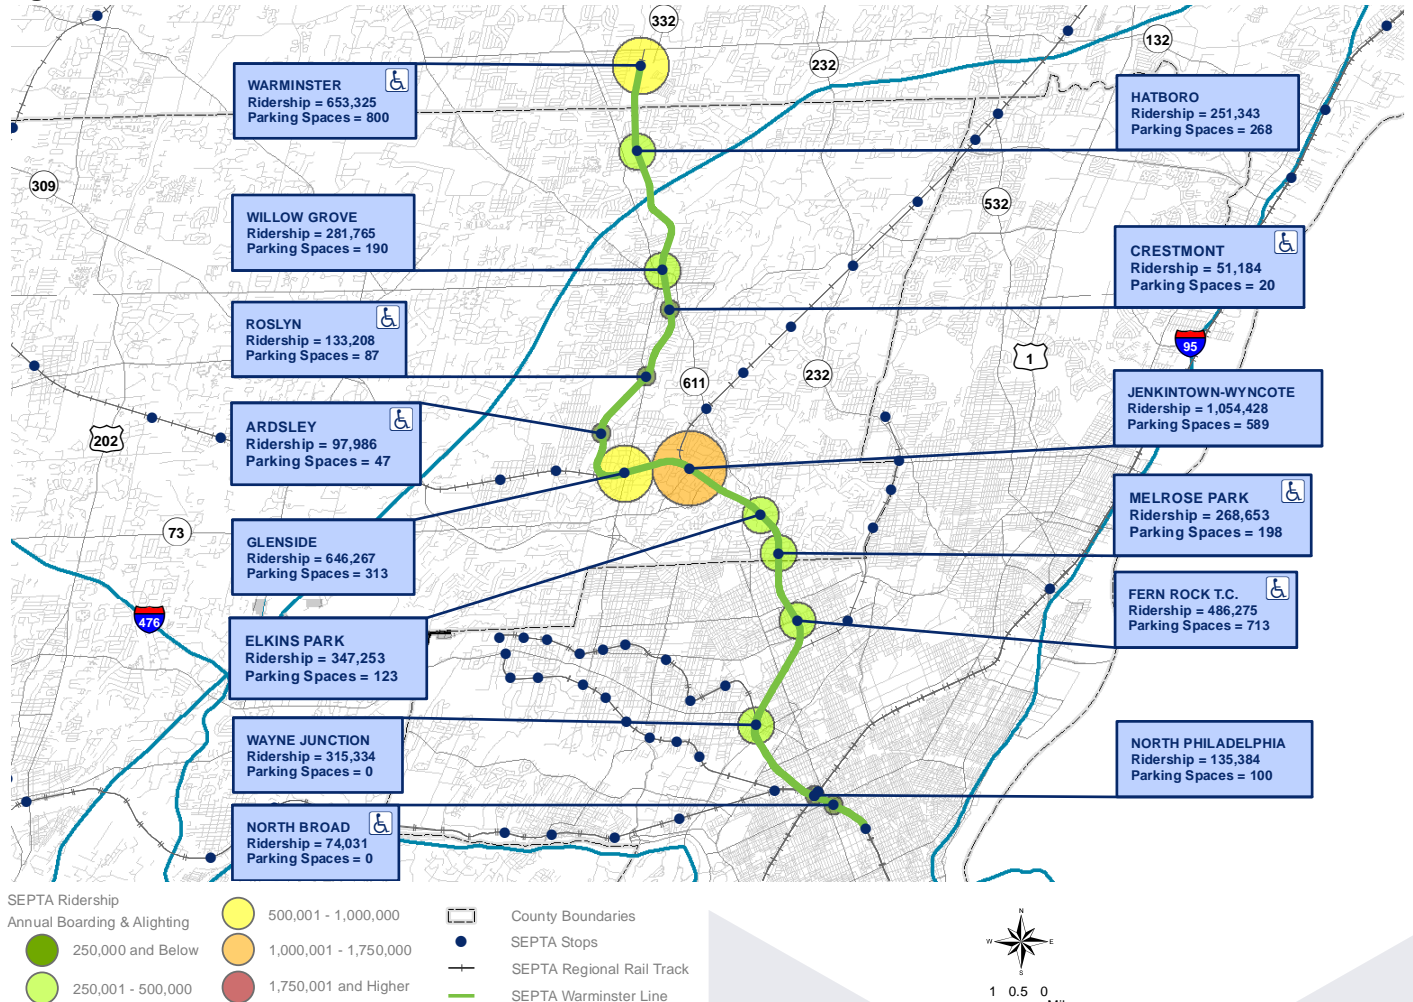 332
132
232
WARMINSTER
Ridership = 653,325
Parking Spaces = 800
HATBORO
Ridership = 251,343
Parking Spaces = 268
309
532
WILLOW GROVE
Ridership = 281,765
Parking Spaces = 190
CRESTMONT
Ridership = 51,184
Parking Spaces = 20
ROSLYN
Ridership = 133,208
Parking Spaces = 87
95
1
611
232
JENKINTOWN-WYNCOTE
Ridership = 1,054,428
Parking Spaces = 589
202
ARDSLEY
Ridership = 97,986
Parking Spaces = 47
MELROSE PARK
Ridership = 268,653
Parking Spaces = 198
73
GLENSIDE
Ridership = 646,267
Parking Spaces = 313
FERN ROCK T.C.
Ridership = 486,275
Parking Spaces = 713
476
ELKINS PARK
Ridership = 347,253
Parking Spaces = 123
WAYNE JUNCTION
Ridership = 315,334
Parking Spaces = 0
NORTH PHILADELPHIA
Ridership = 135,384
Parking Spaces = 100
NORTH BROAD
Ridership = 74,031
Parking Spaces = 0
SEPTA Ridership
Annual Boarding & Alighting
250,000 and Below
250,001 - 500,000
500,001 - 1,000,000
1,000,001 - 1,750,000
1,750,001 and Higher
County Boundaries
SEPTA Stops
SEPTA Regional Rail Track
SEPTA Warminster Line
N
W E
S
1 0.5 0